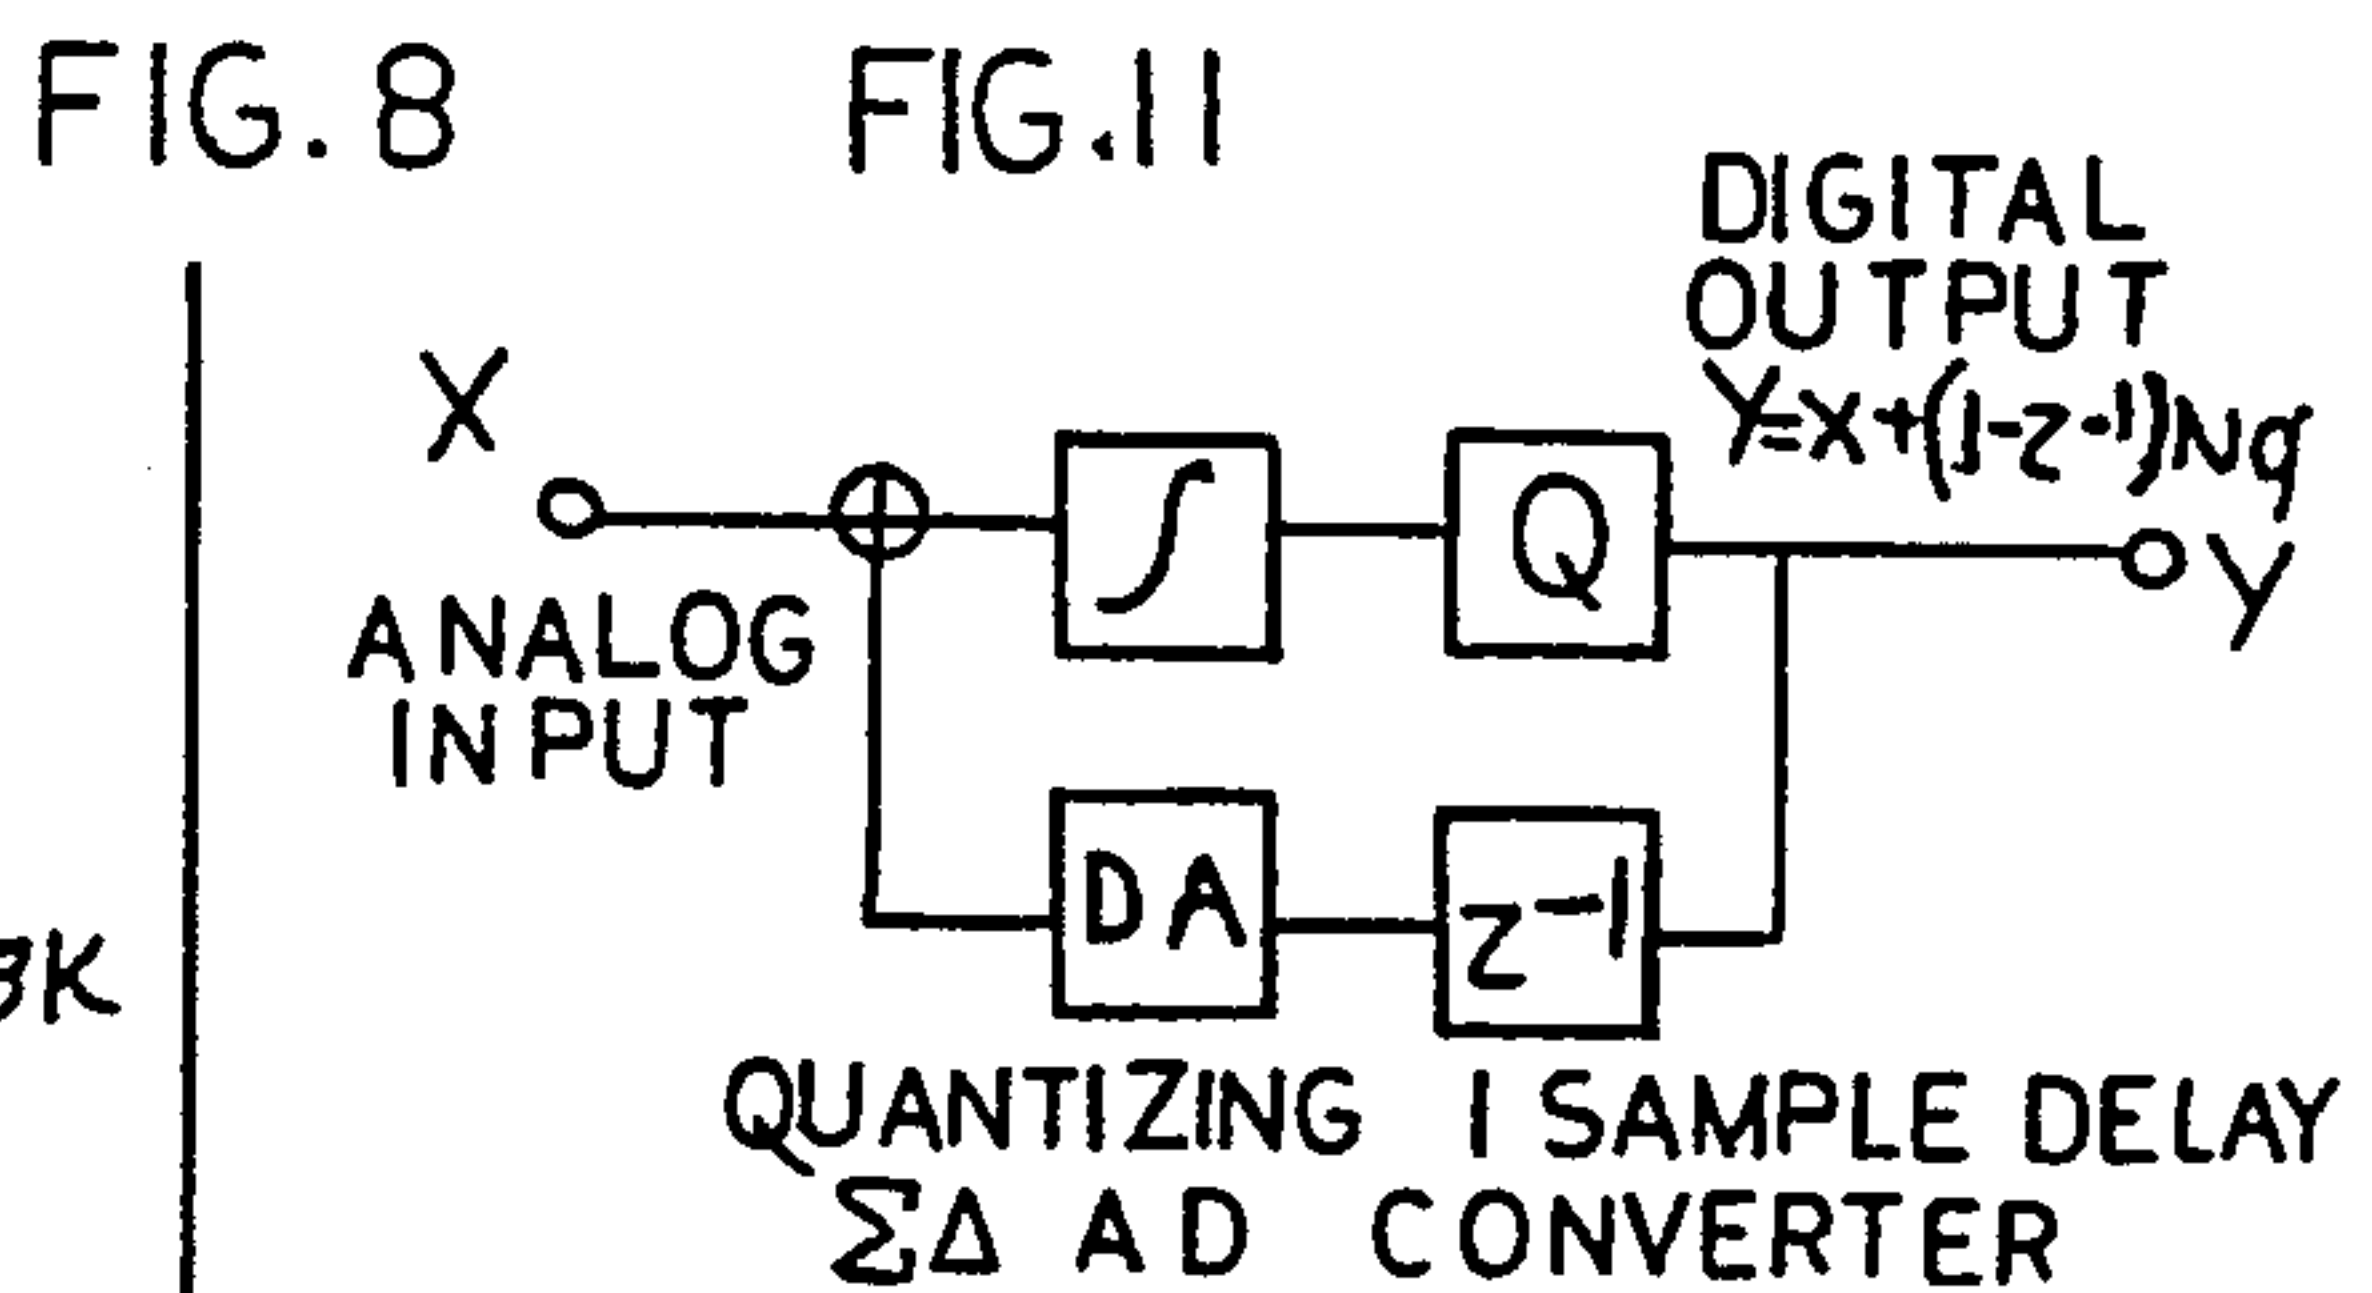 FIG. 8
FIG. 11
DIGITAL
OUTPUT
Y=X+(1-Z-1)Nq
X
∫
Q
Y
ANALOG
INPUT
DA
Z-1
3K
QUANTIZING 1 SAMPLE DELAY
ΣΔ AD CONVERTER